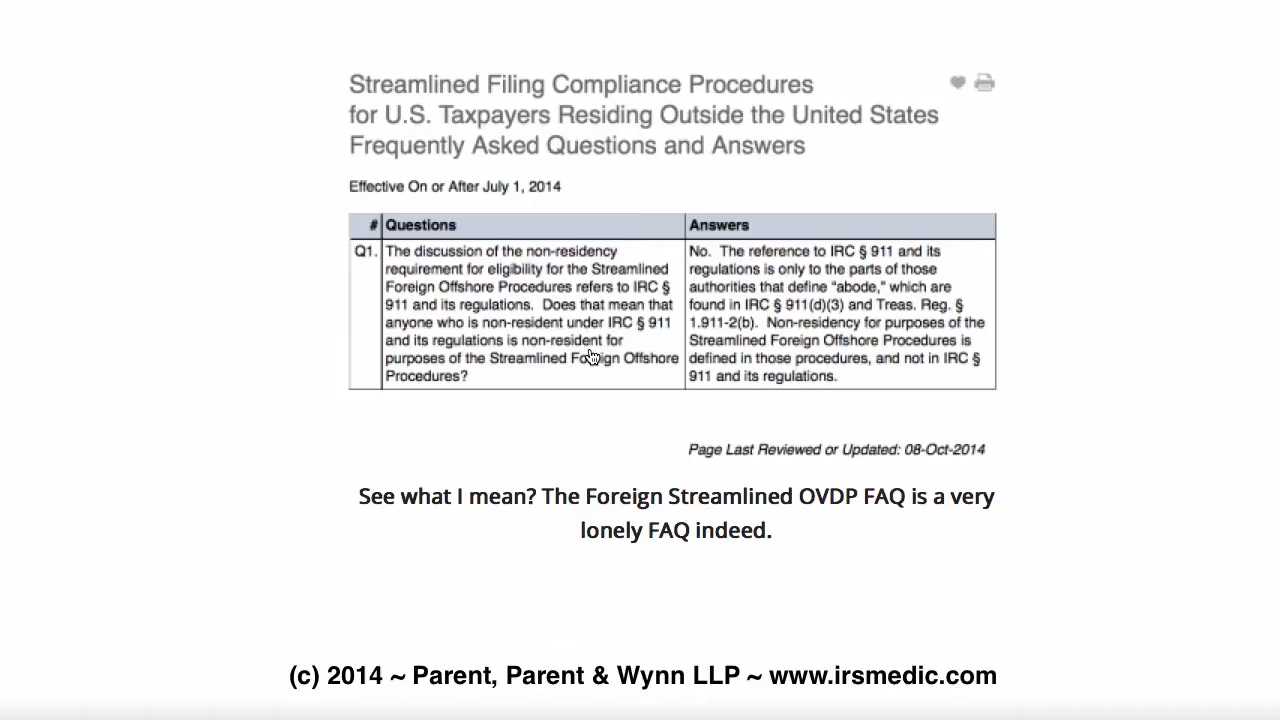 Streamlined Filing Compliance Procedures
for U.S. Taxpayers Residing Outside the United States
Frequently Asked Questions and Answers
Effective On or After July 1, 2014
# Questions Answers
Q1. The discussion of the non-residency
requirement for eligibility for the Streamlined
Foreign Offshore Procedures refers to IRC §
911 and its regulations.  Does that mean that
anyone who is non-resident under IRC § 911
and its regulations is non-resident for
purposes of the Streamlined Foreign Offshore
Procedures?
No.  The reference to IRC § 911 and its
regulations is only to the parts of those
authorities that define “abode,” which are
found in IRC § 911(d)(3) and Treas. Reg. §
1.911-2(b).  Non-residency for purposes of the
Streamlined Foreign Offshore Procedures is
defined in those procedures, and not in IRC §
911 and its regulations.
Page Last Reviewed or Updated: 08-Oct-2014
See what I mean? The Foreign Streamlined OVDP FAQ is a very
lonely FAQ indeed.
(c) 2014 ~ Parent, Parent & Wynn LLP ~ www.irsmedic.com